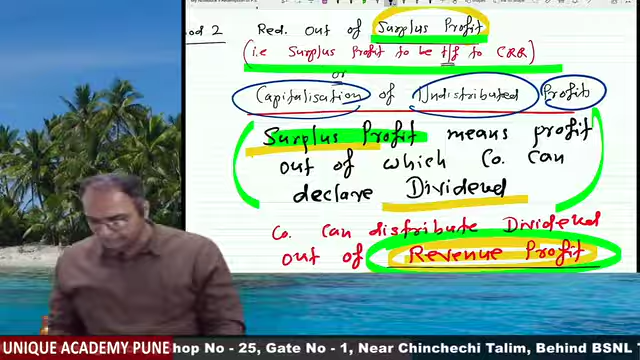 od 2 Red. Out of Surplus Profit
(i.e Surplus Profit to be t/f to CRR)
or
Capitalisation of Undistributed Profit
Surplus Profit means profit
out of which Co. Can
declare Dividend
Co. Can distribute Dividend
out of Revenue Profit
UNIQUE ACADEMY PUNE hop No - 25, Gate No - 1, Near Chinchechi Talim, Behind BSNL T